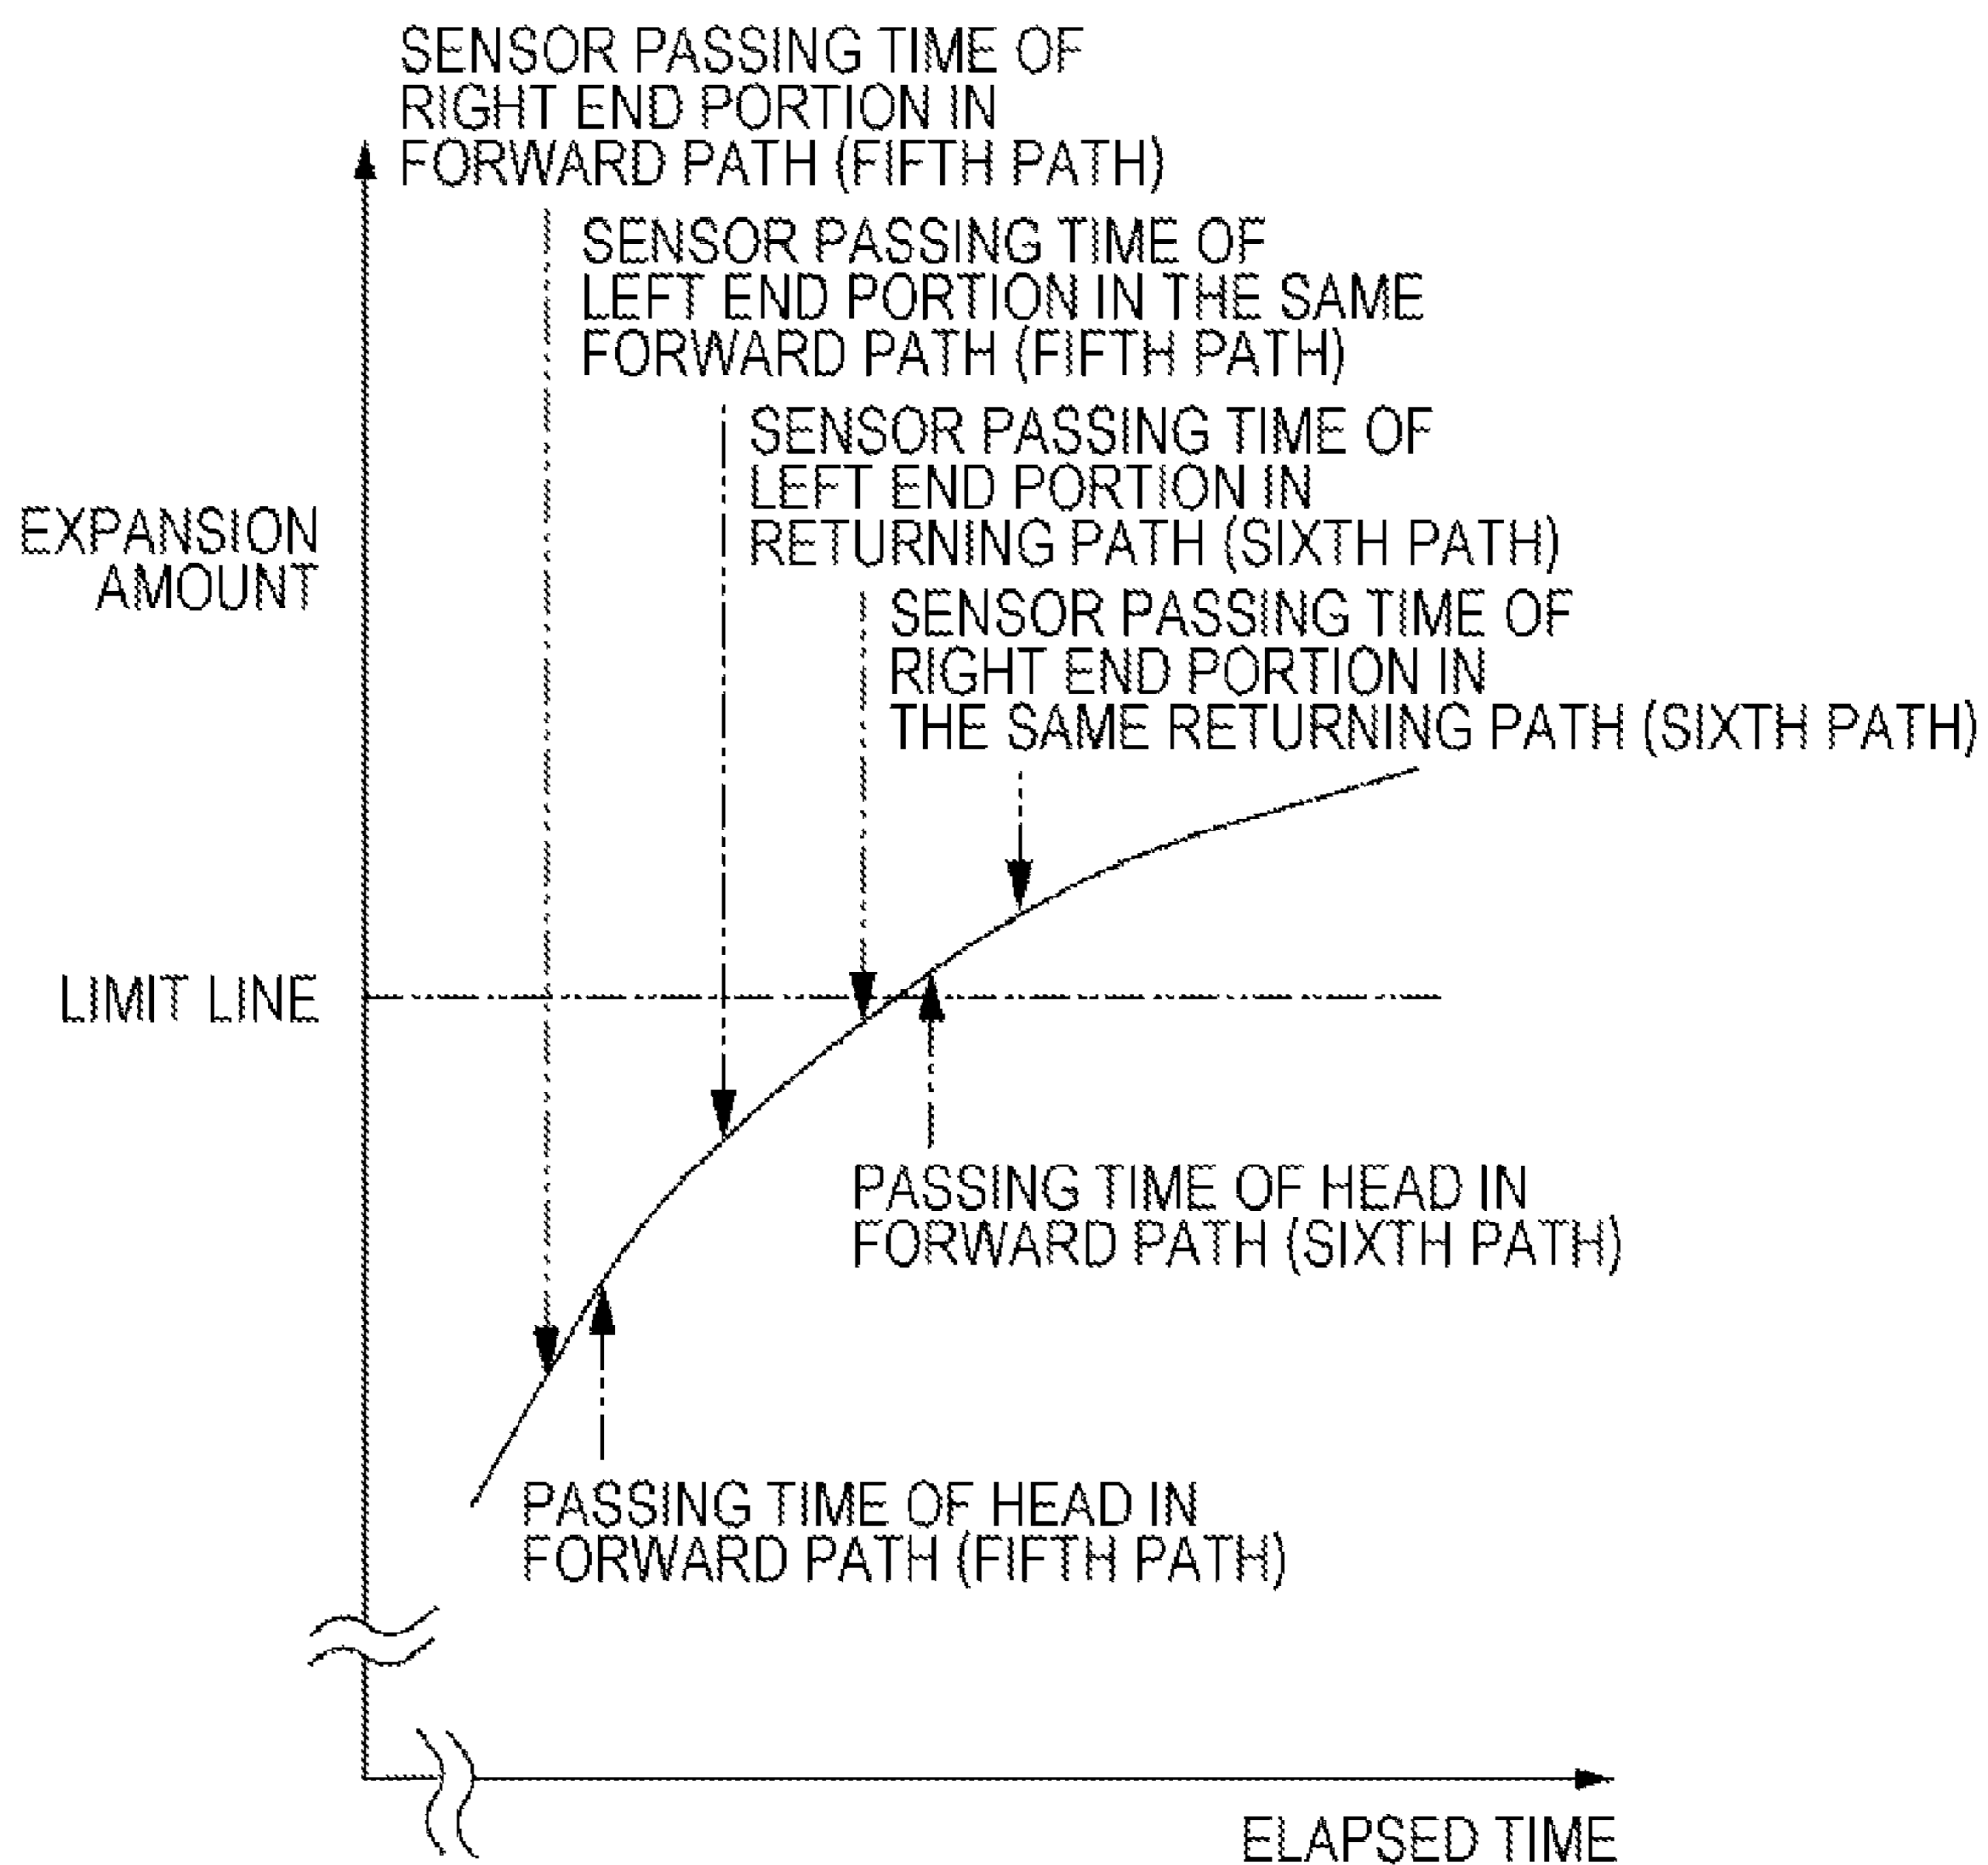 SENSOR PASSING TIME OF
RIGHT END PORTION IN
FORWARD PATH (FIFTH PATH)
SENSOR PASSING TIME OF
LEFT END PORTION IN THE SAME
FORWARD PATH (FIFTH PATH)
SENSOR PASSING TIME OF
LEFT END PORTION IN
RETURNING PATH (SIXTH PATH)
EXPANSION
AMOUNT
SENSOR PASSING TIME OF
RIGHT END PORTION IN
THE SAME RETURNING PATH (SIXTH PATH)
LIMIT LINE
PASSING TIME OF HEAD IN
FORWARD PATH (SIXTH PATH)
PASSING TIME OF HEAD IN
FORWARD PATH (FIFTH PATH)
ELAPSED TIME